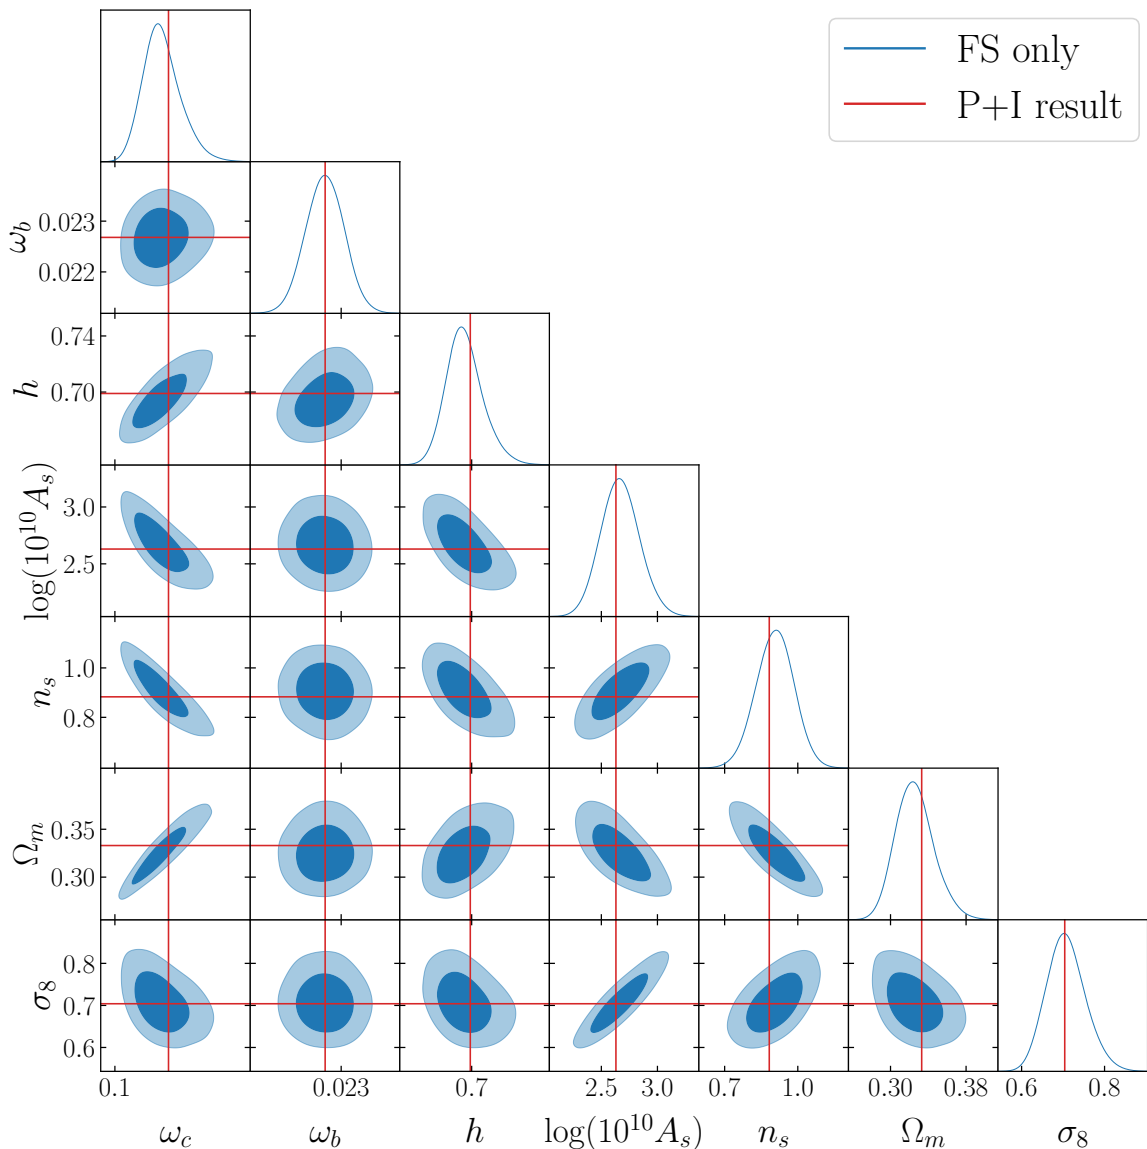 FS only
P+I result
ω_b
0.023
0.022
h
0.74
0.70
log(10^{10}A_s)
3.0
2.5
n_s
1.0
0.8
Ω_m
0.35
0.30
σ_8
0.8
0.7
0.6
0.1 0.023 0.7 2.5 3.0 0.7 1.0 0.30 0.38 0.6 0.8
ω_c ω_b h log(10^{10}A_s) n_s Ω_m σ_8